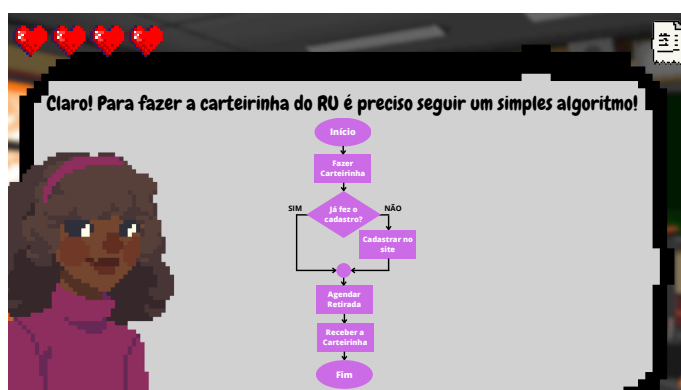 Claro! Para fazer a carteirinha do RU é preciso seguir um simples algoritmo!
Início
Fazer
Carteirinha
Já fez o
cadastro?
SIM
NÃO
Cadastrar no
site
Agendar
Retirada
Receber a
Carteirinha
Fim